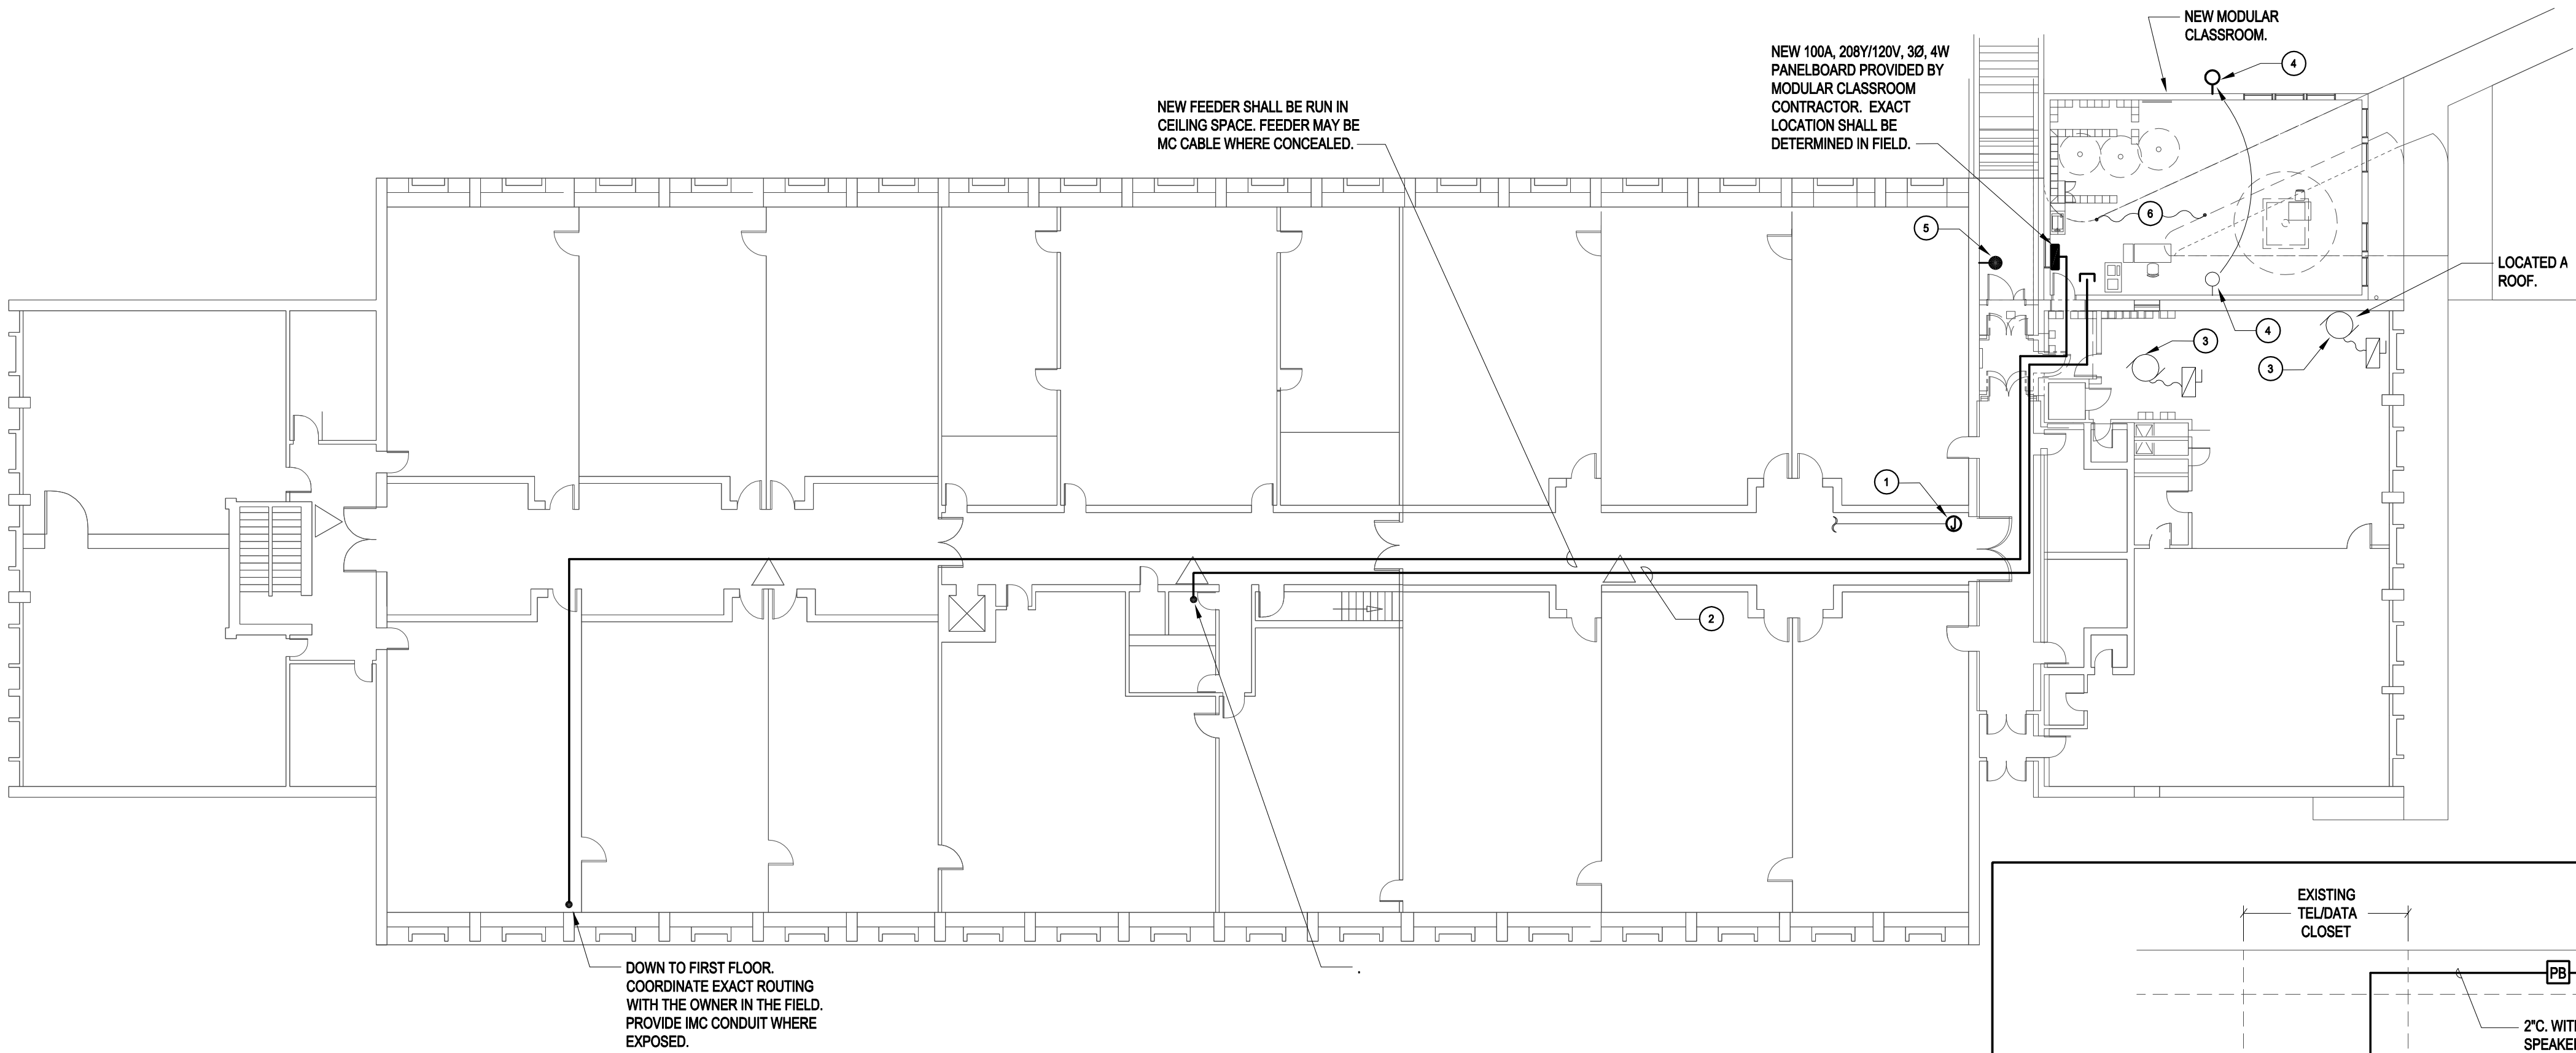 NEW MODULAR
CLASSROOM.
4
NEW 100A, 208Y/120V, 3Ø, 4W
PANELBOARD PROVIDED BY
MODULAR CLASSROOM
CONTRACTOR. EXACT
LOCATION SHALL BE
DETERMINED IN FIELD.
NEW FEEDER SHALL BE RUN IN
CEILING SPACE. FEEDER MAY BE
MC CABLE WHERE CONCEALED.
6
5
LOCATED A
ROOF.
4
3
3
1
J
2
DOWN TO FIRST FLOOR.
COORDINATE EXACT ROUTING
WITH THE OWNER IN THE FIELD.
PROVIDE IMC CONDUIT WHERE
EXPOSED.
.
EXISTING
TEL/DATA
CLOSET
PB
2"C. WIT
SPEAKE